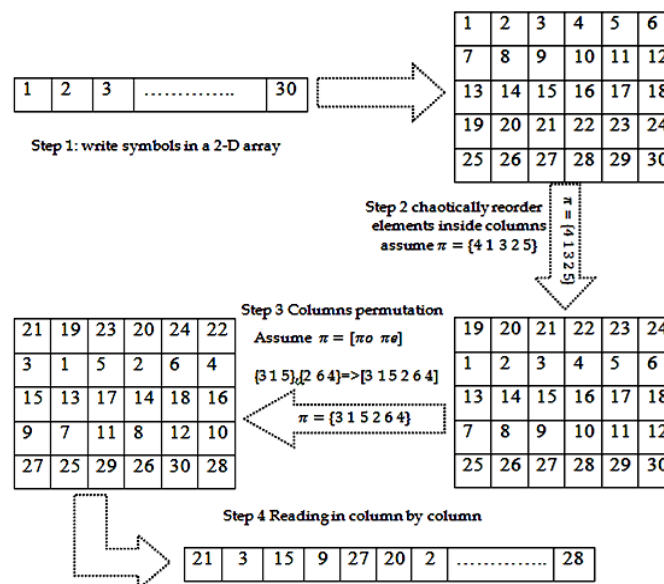 1 2 3 ………….. 30
Step 1: write symbols in a 2-D array
1 2 3 4 5 6
7 8 9 10 11 12
13 14 15 16 17 18
19 20 21 22 23 24
25 26 27 28 29 30
Step 2 chaotically reorder
elements inside columns
assume π = {4 1 3 2 5}
π = {4 1 3 2 5}
19 20 21 22 23 24
1 2 3 4 5 6
13 14 15 16 17 18
7 8 9 10 11 12
25 26 27 28 29 30
Step 3 Columns permutation
Assume π = [πo πe]
{3 1 5},{2 6 4}=>[3 1 5 2 6 4]
π = {3 1 5 2 6 4}
21 19 23 20 24 22
3 1 5 2 6 4
15 13 17 14 18 16
9 7 11 8 12 10
27 25 29 26 30 28
Step 4 Reading in column by column
21 3 15 9 27 20 2 ………….. 28